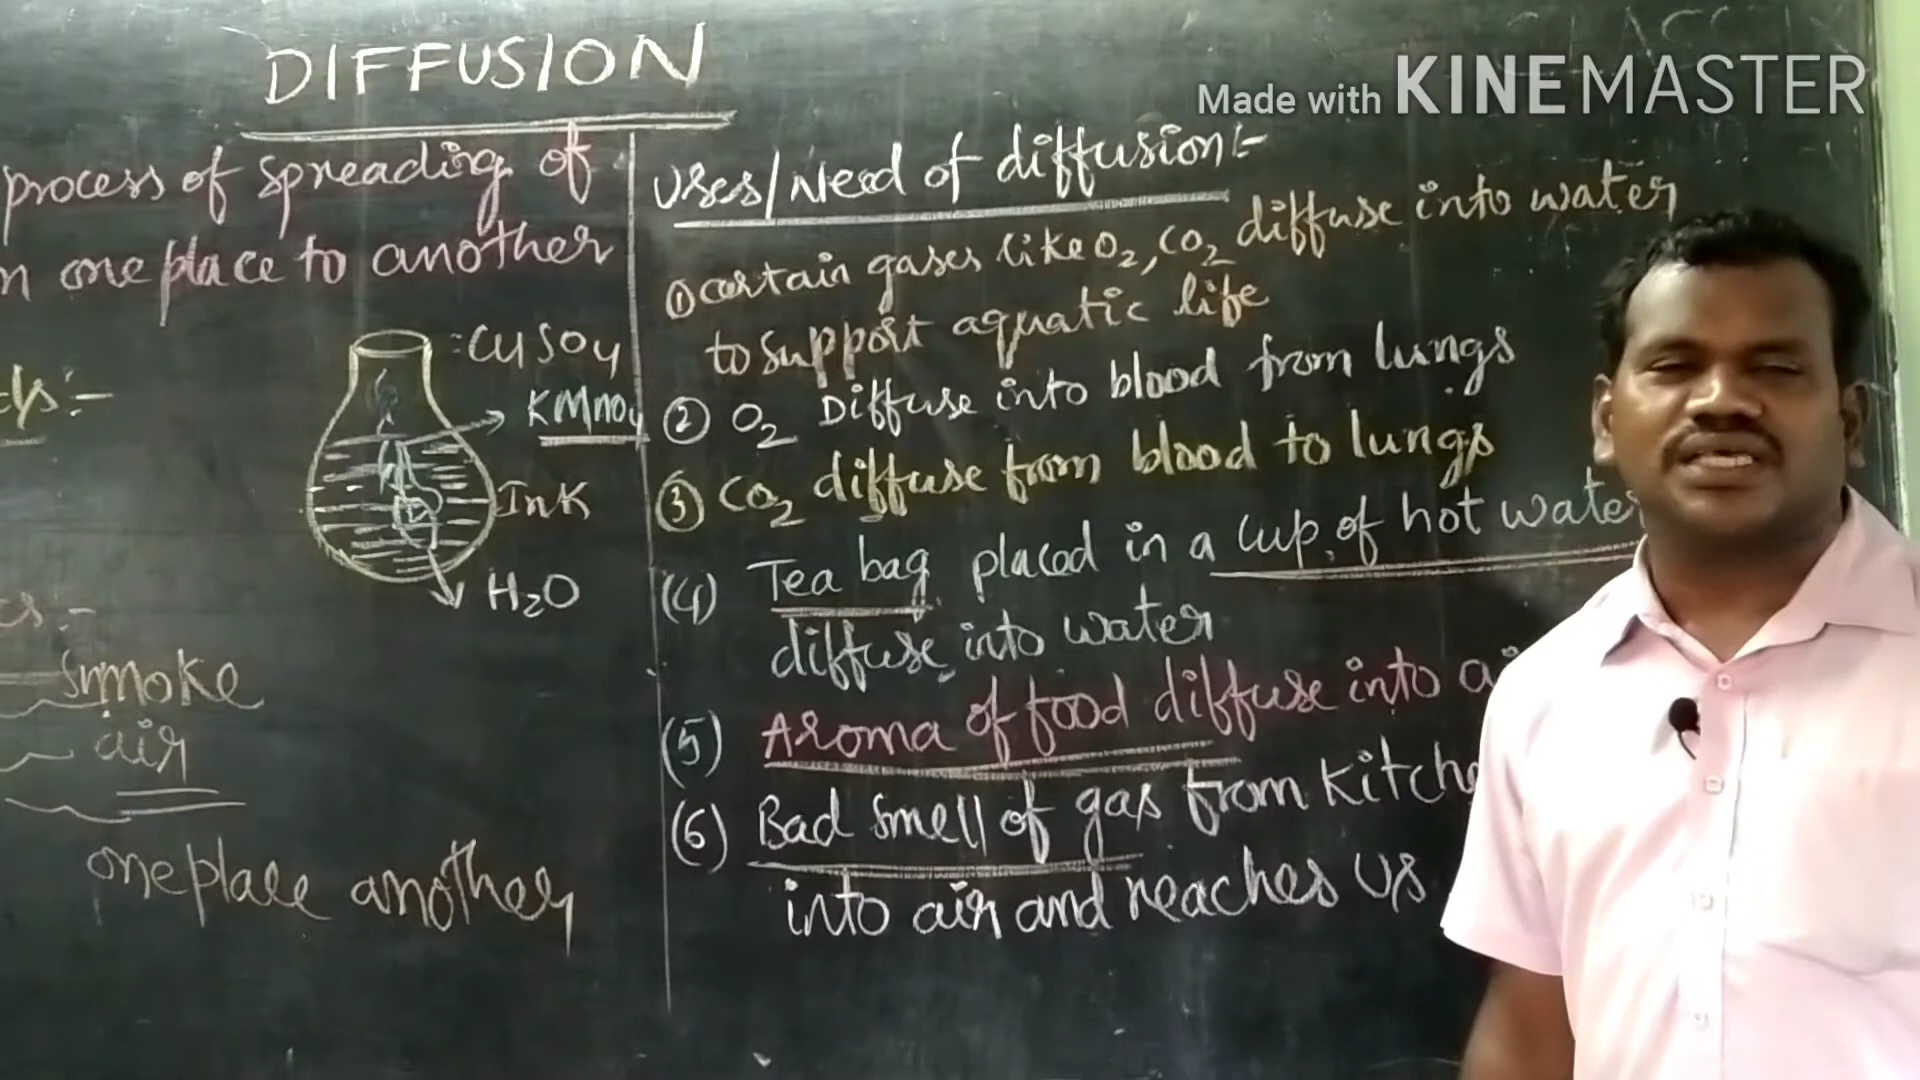 DIFFUSION
Made with KINEMASTER
process of spreading of
one place to another
:CuSO4
KMnO4
InK
H2O
smoke
air
one place another
Uses/Need of diffusion:-
① certain gases like O2, CO2 diffuse into water
to support aquatic life
② O2 Diffuse into blood from lungs
③ CO2 diffuse from blood to lungs
(4) Tea bag placed in a cup of hot water
diffuse into water
(5) Aroma of food diffuse into
(6) Bad smell of gas from
into air and reaches us